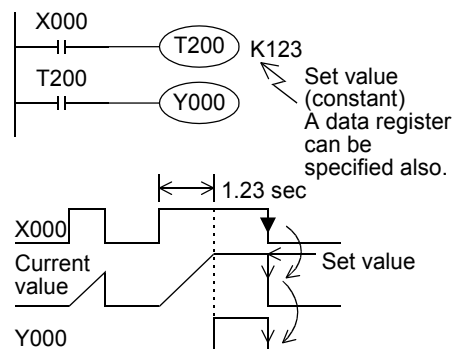 X000
T200 K123
T200
Y000
Set value
(constant)
A data register
can be
specified also.
1.23 sec
X000
Current
value
Set value
Y000